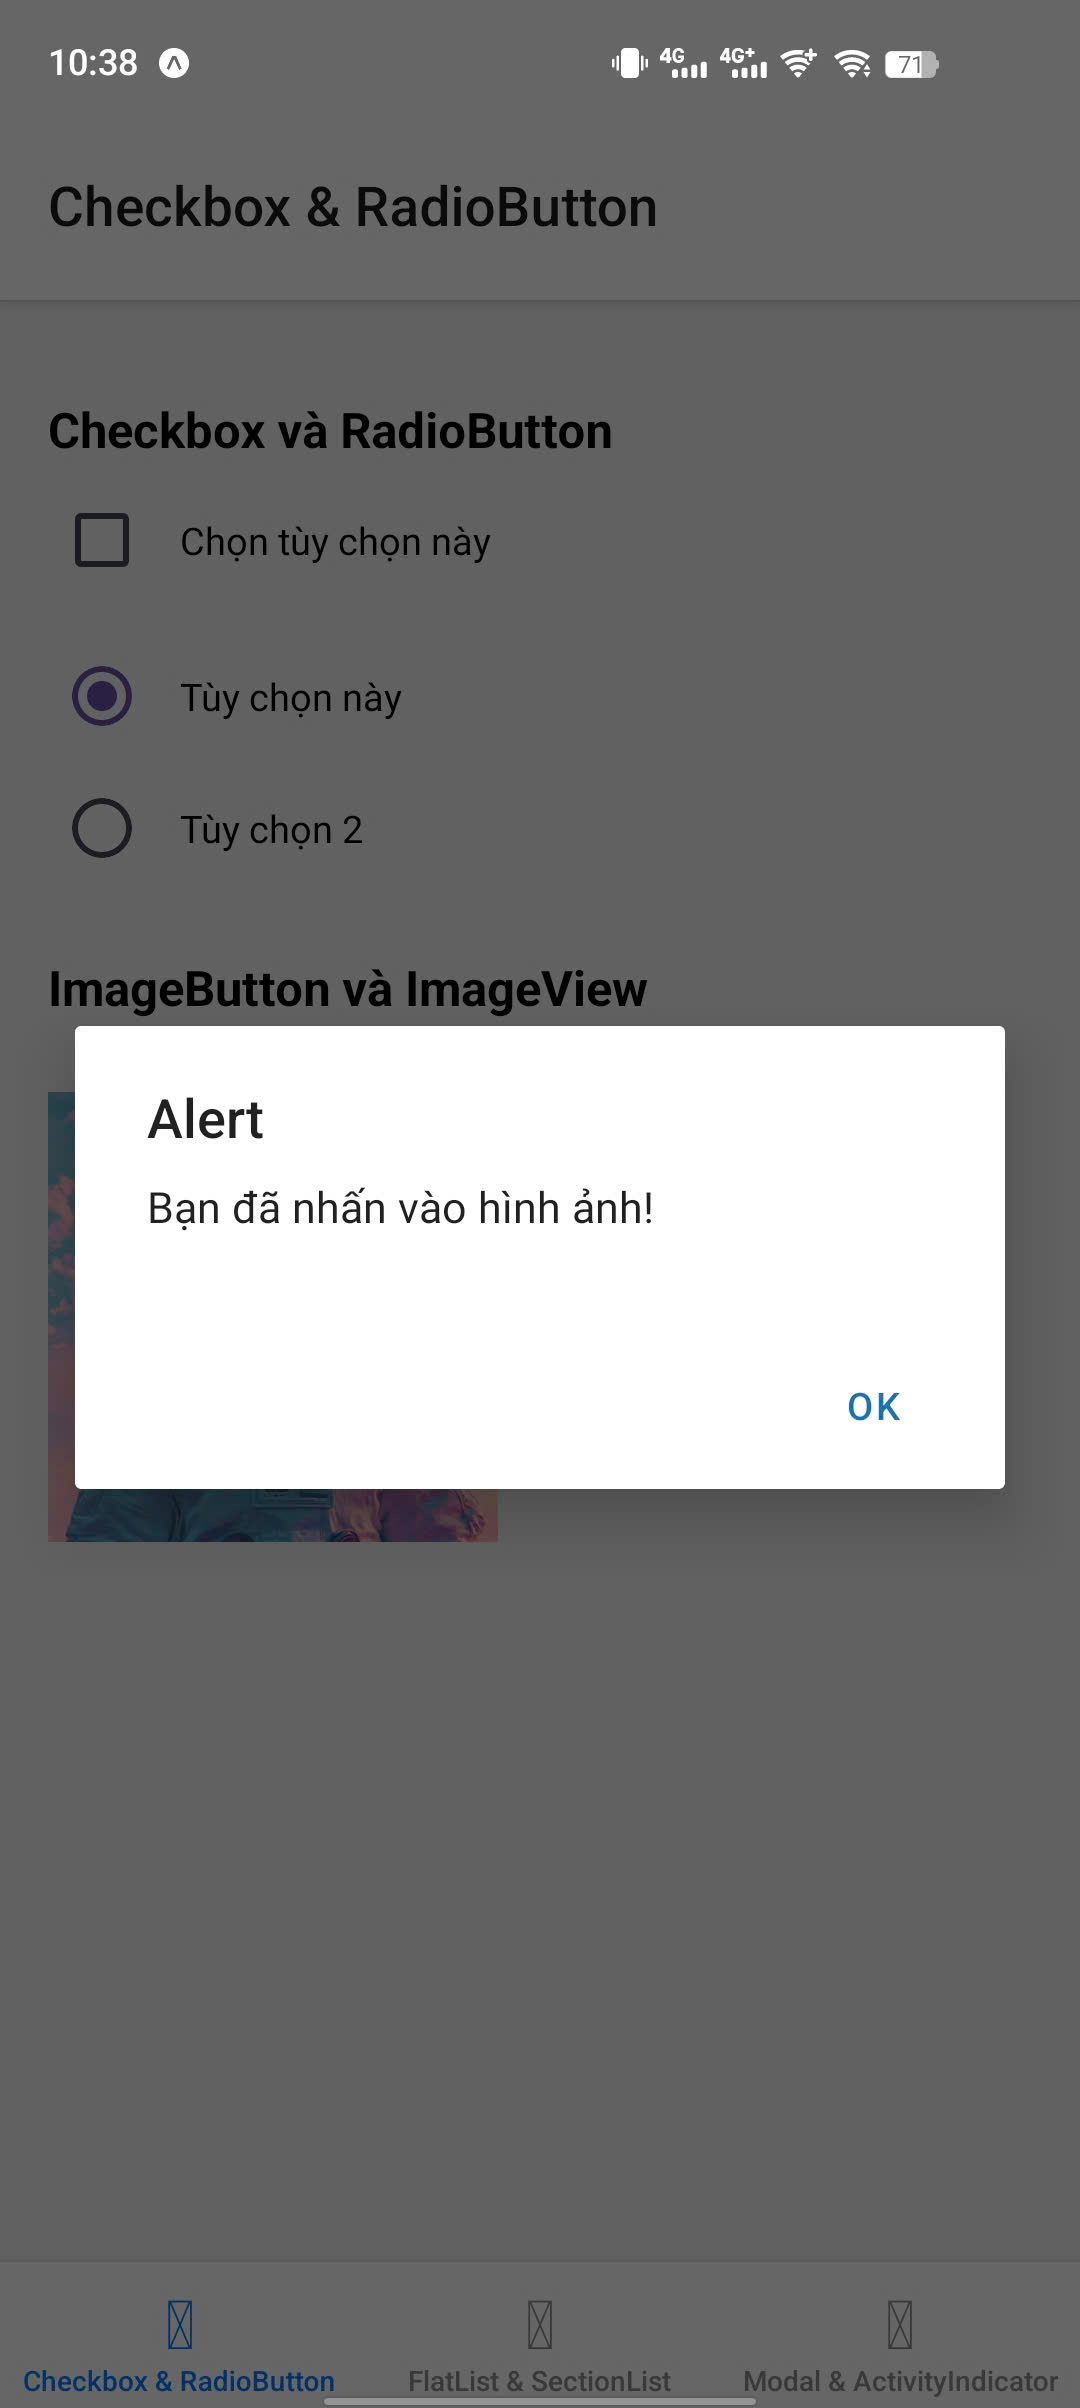 10:38 4G 4G+ 71
Checkbox & RadioButton
Checkbox và RadioButton
Chọn tùy chọn này
Tùy chọn này
Tùy chọn 2
ImageButton và ImageView
Alert
Bạn đã nhấn vào hình ảnh!
OK
Checkbox & RadioButton FlatList & SectionList Modal & ActivityIndicator